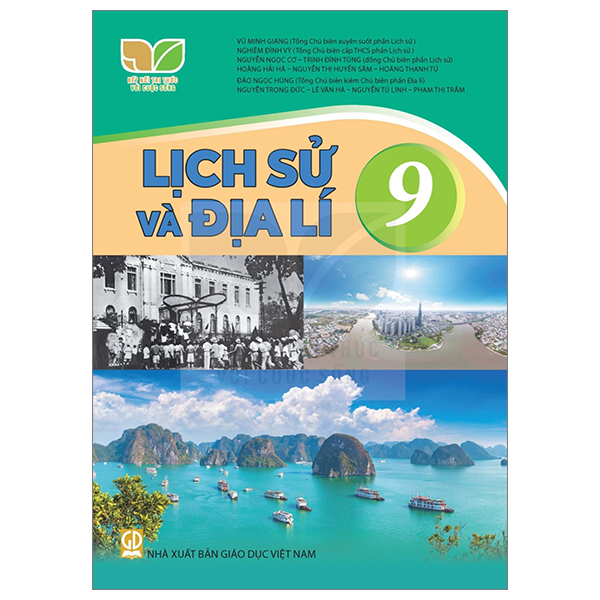 KẾT NỐI TRI THỨC
VỚI CUỘC SỐNG
VŨ MINH GIANG (Tổng Chủ biên xuyên suốt phần Lịch sử)
NGHIÊM ĐÌNH VỲ (Tổng Chủ biên cấp THCS phần Lịch sử)
NGUYỄN NGỌC CƠ – TRỊNH ĐÌNH TÙNG (đồng Chủ biên phần Lịch sử)
HOÀNG HẢI HÀ – NGUYỄN THỊ HUYỀN SÂM – HOÀNG THANH TÚ
ĐÀO NGỌC HÙNG (Tổng Chủ biên kiêm Chủ biên phần Địa lí)
NGUYỄN TRỌNG ĐỨC – LÊ VĂN HÀ – NGUYỄN TÚ LINH – PHẠM THỊ TRẦM
LỊCH SỬ
VÀ ĐỊA LÍ
9
VỚI CUỘC SỐNG
GD
NHÀ XUẤT BẢN GIÁO DỤC VIỆT NAM